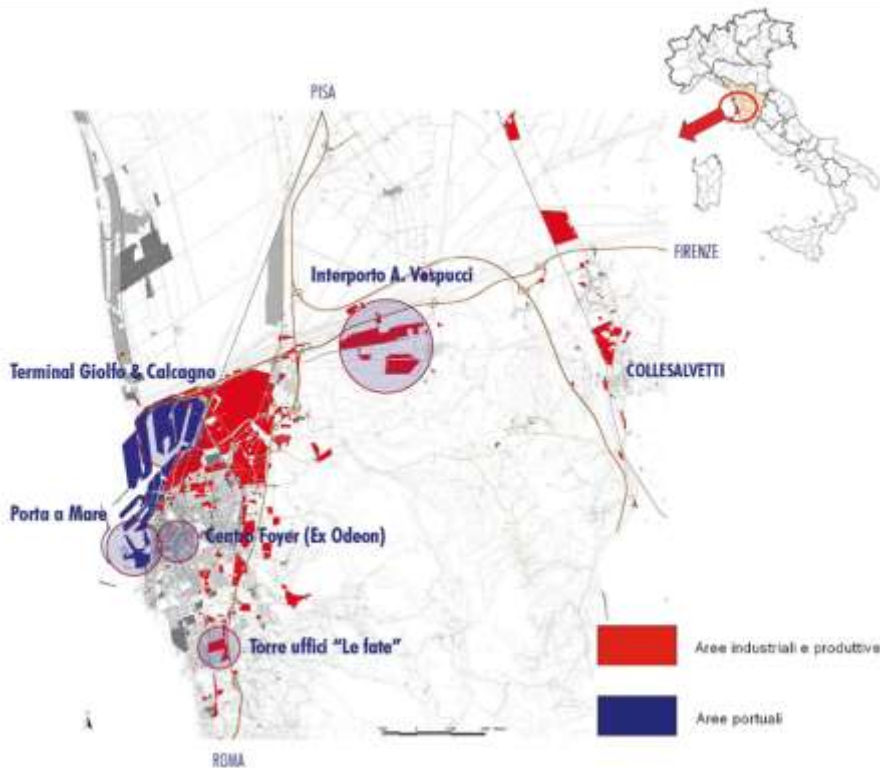 PISA
FIRENZE
Interporto A. Vespucci
Terminal Giolfo & Calcagno
COLLESALVETTI
Porta a Mare
Centro Foyer (Ex Odeon)
Torre uffici "Le fate"
Aree industriali e produttive
Aree portuali
ROMA